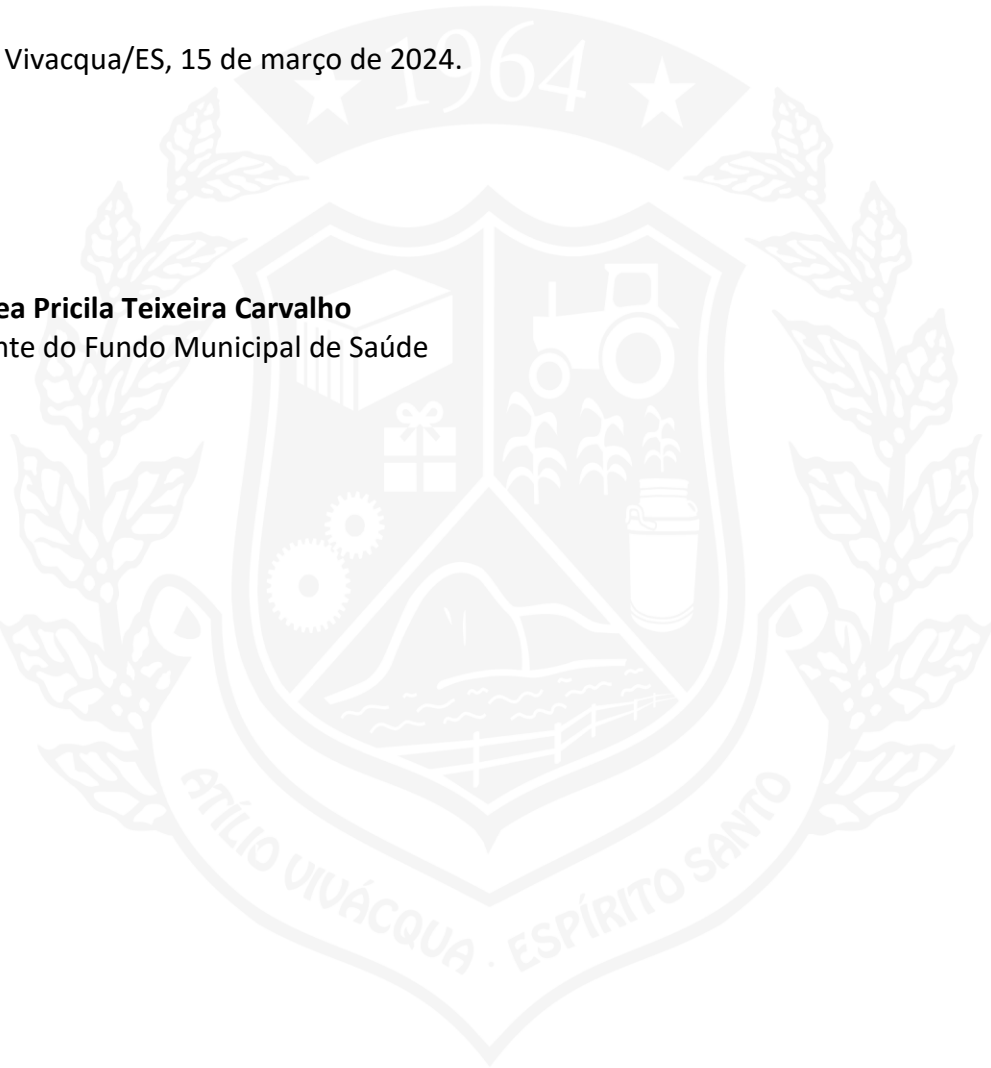 Vivacqua/ES, 15 de março de 2024.
1964
ea Pricila Teixeira Carvalho
nte do Fundo Municipal de Saúde
ATÍLIO VIVÁCQUA · ESPÍRITO SANTO